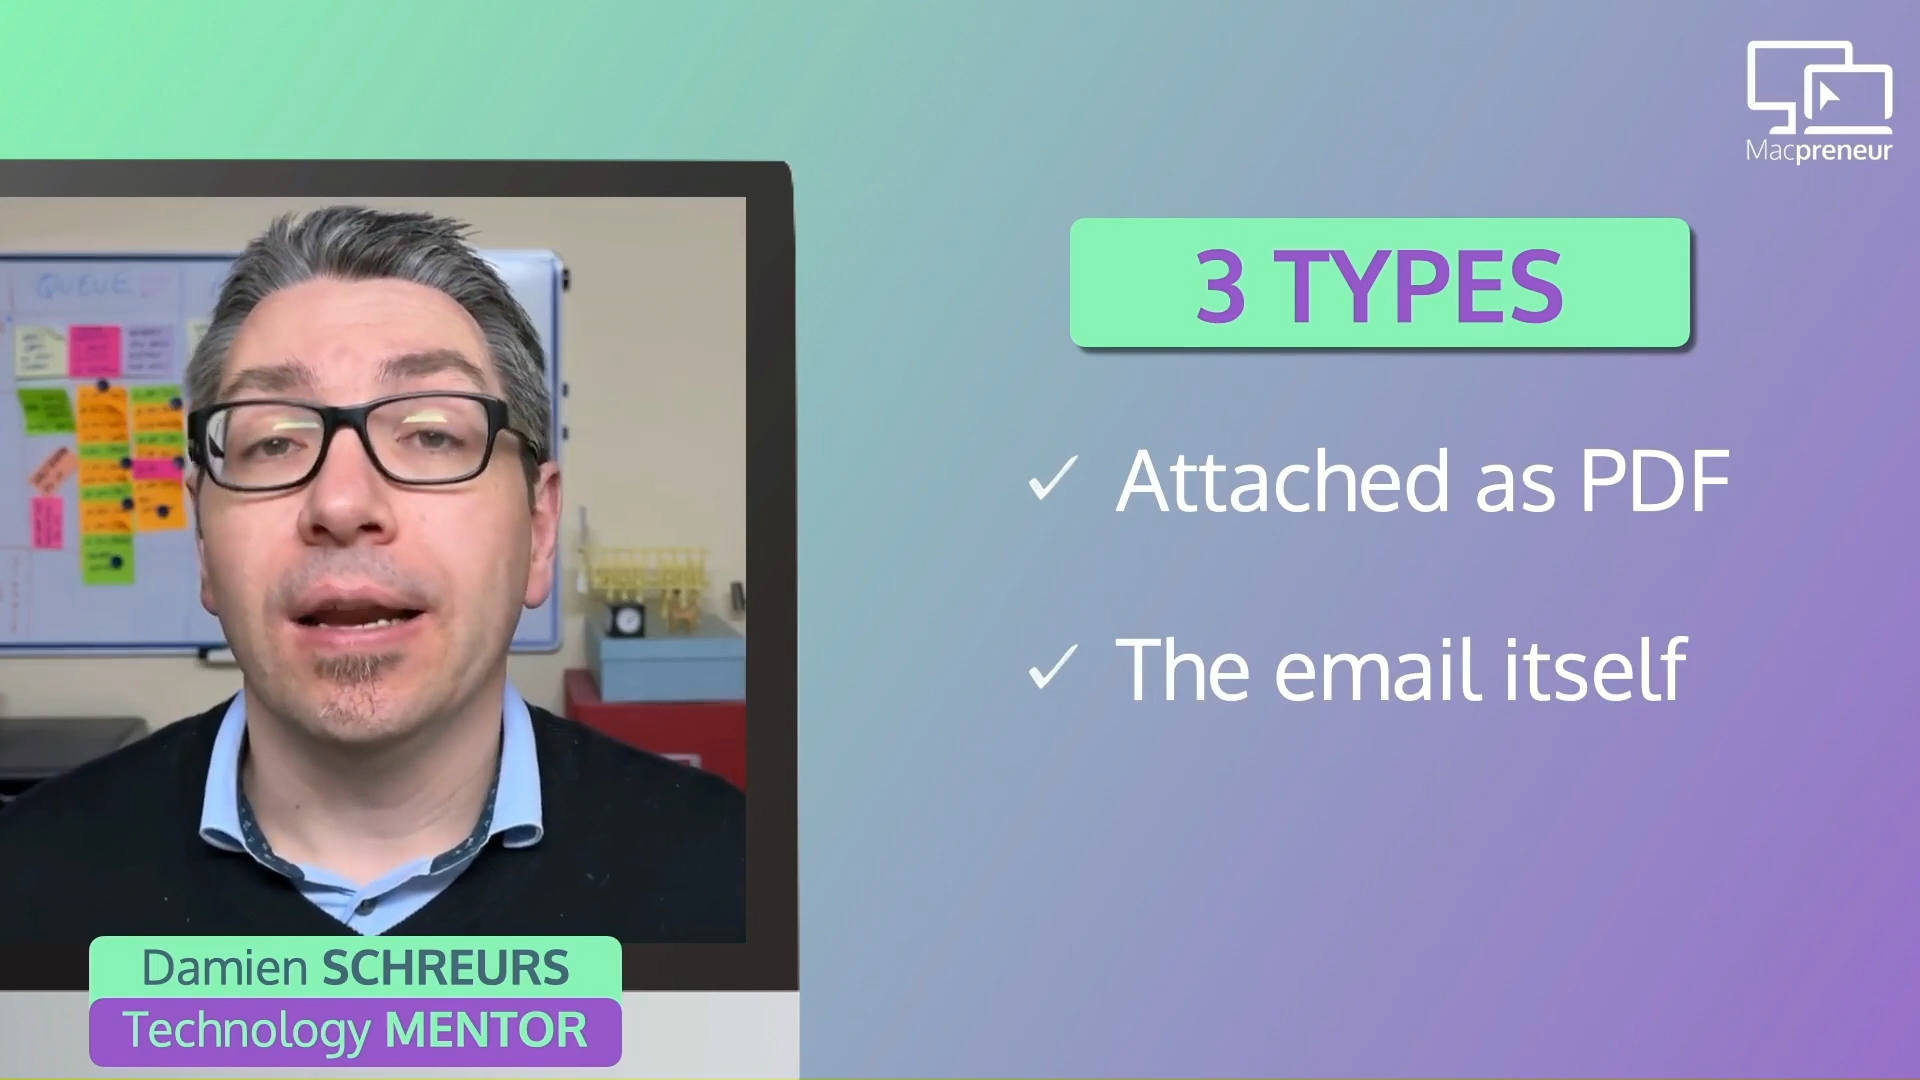 Macpreneur
3 TYPES
✓ Attached as PDF
✓ The email itself
QUEUE
Damien SCHREURS
Technology MENTOR